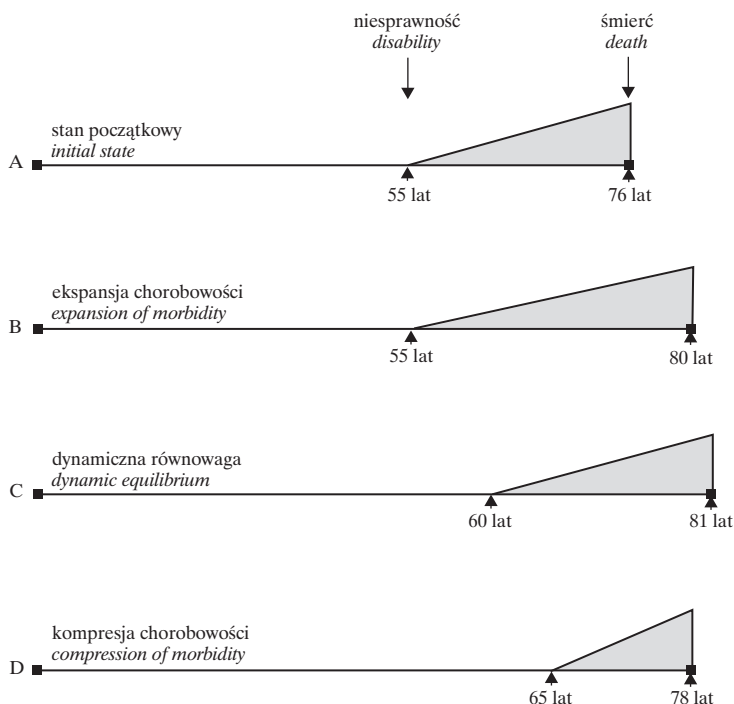 niesprawność
disability
śmierć
death
stan początkowy
initial state
A
55 lat
76 lat
ekspansja chorobowości
expansion of morbidity
B
55 lat
80 lat
dynamiczna równowaga
dynamic equilibrium
C
60 lat
81 lat
kompresja chorobowości
compression of morbidity
D
65 lat
78 lat